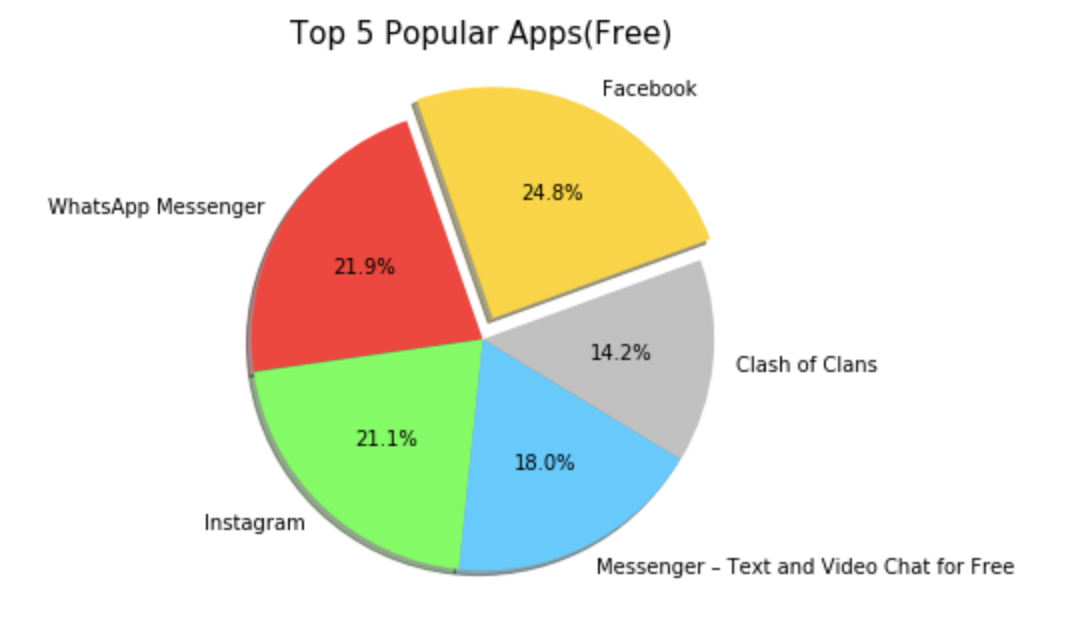 Top 5 Popular Apps(Free)
Facebook
24.8%
WhatsApp Messenger
21.9%
14.2%
Clash of Clans
21.1%
18.0%
Instagram
Messenger – Text and Video Chat for Free